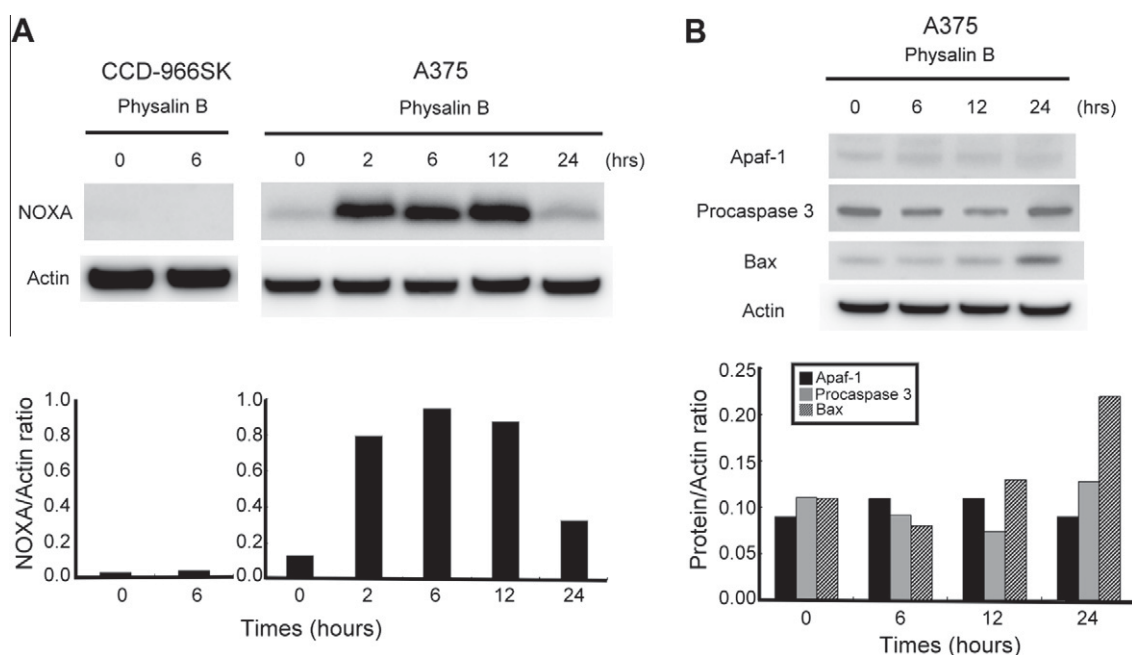 A
CCD-966SK
A375
Physalin B
Physalin B
0 6
0 2 6 12 24 (hrs)
NOXA
Actin
NOXA/Actin ratio
1.0
0.8
0.6
0.4
0.2
0.0
0 6
1.0
0.8
0.6
0.4
0.2
0.0
0 2 6 12 24
Times (hours)
B
A375
Physalin B
0 6 12 24 (hrs)
Apaf-1
Procaspase 3
Bax
Actin
Protein/Actin ratio
0.25
0.20
0.15
0.10
0.05
0.00
Apaf-1
Procaspase 3
Bax
0 6 12 24
Times (hours)